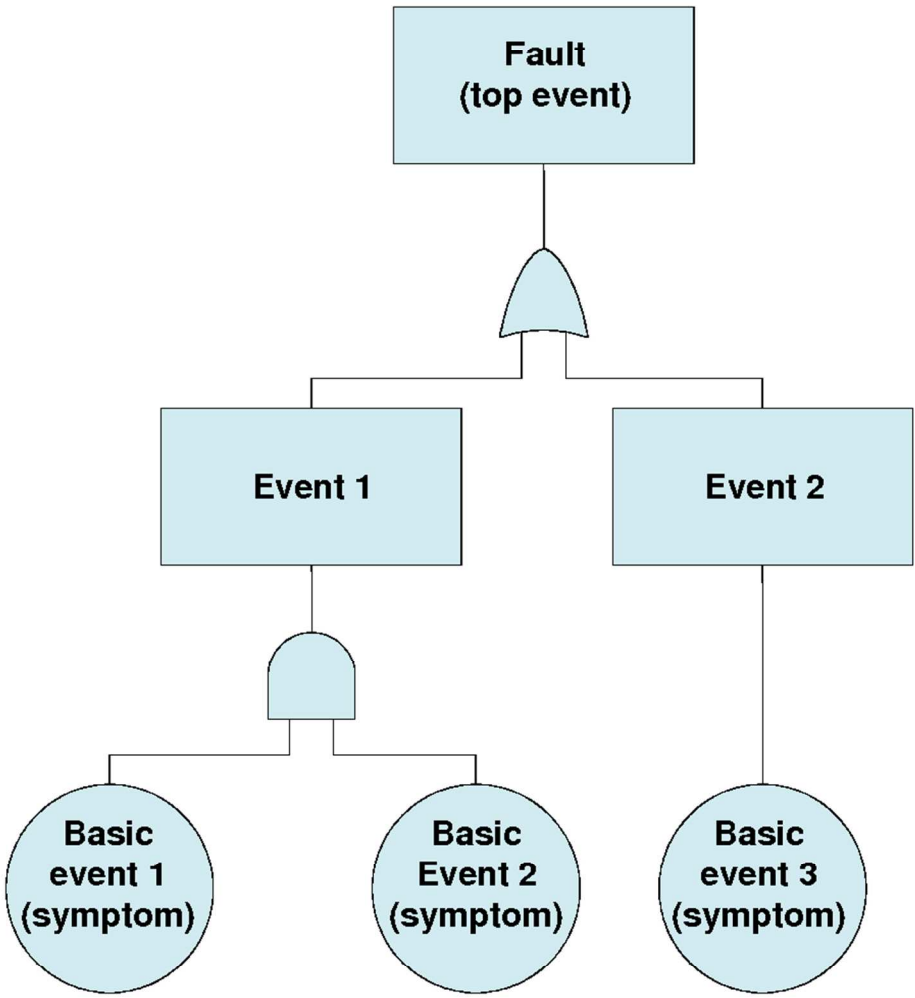 Fault
(top event)
Event 1
Event 2
Basic
event 1
(symptom)
Basic
Event 2
(symptom)
Basic
event 3
(symptom)